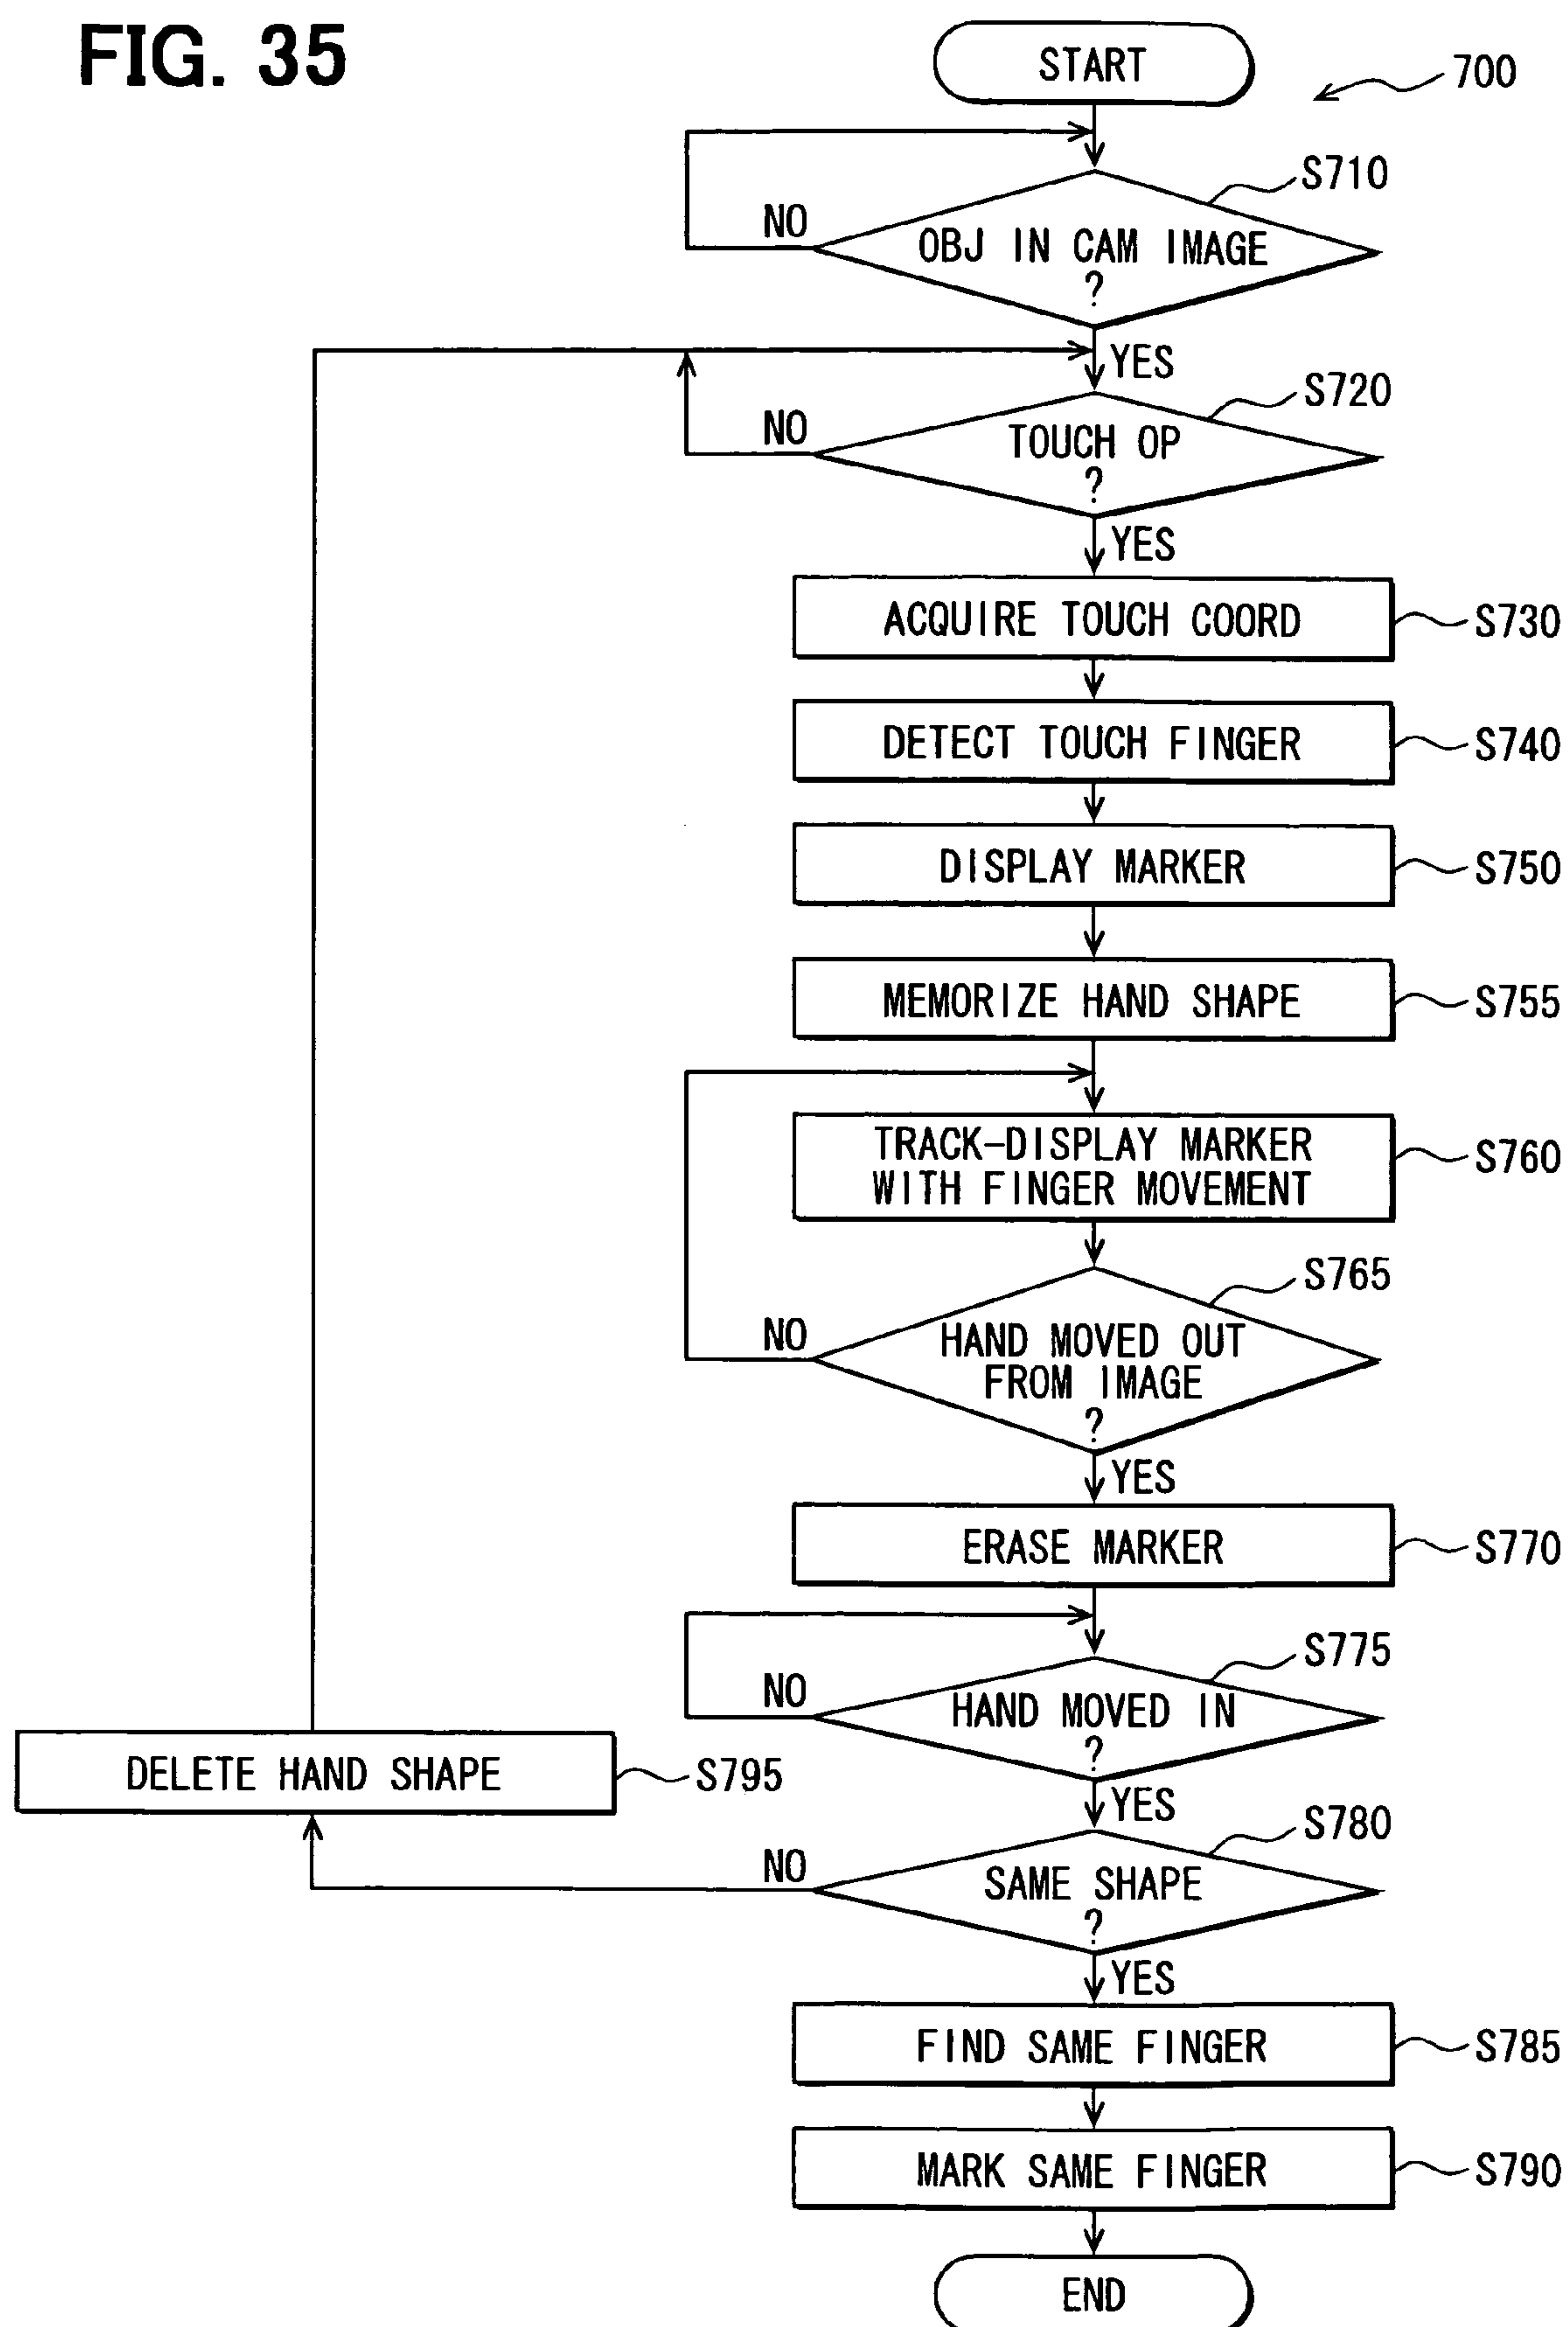 FIG. 35
START
700
S710
NO
OBJ IN CAM IMAGE
?
YES
S720
NO
TOUCH OP
?
YES
ACQUIRE TOUCH COORD
S730
DETECT TOUCH FINGER
S740
DISPLAY MARKER
S750
MEMORIZE HAND SHAPE
S755
TRACK-DISPLAY MARKER
WITH FINGER MOVEMENT
S760
S765
NO
HAND MOVED OUT
FROM IMAGE
?
YES
ERASE MARKER
S770
S775
NO
HAND MOVED IN
?
YES
DELETE HAND SHAPE
S795
S780
NO
SAME SHAPE
?
YES
FIND SAME FINGER
S785
MARK SAME FINGER
S790
END